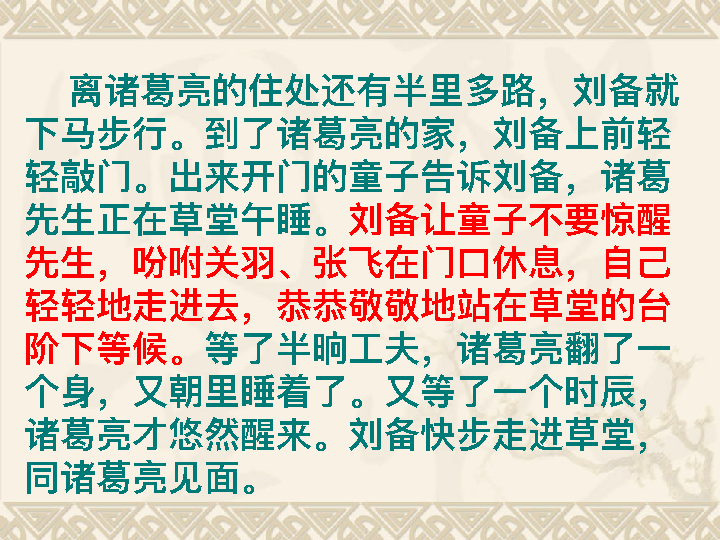 离诸葛亮的住处还有半里多路，刘备就
下马步行。到了诸葛亮的家，刘备上前轻
轻敲门。出来开门的童子告诉刘备，诸葛
先生正在草堂午睡。刘备让童子不要惊醒
先生，吩咐关羽、张飞在门口休息，自己
轻轻地走进去，恭恭敬敬地站在草堂的台
阶下等候。等了半晌工夫，诸葛亮翻了一
个身，又朝里睡着了。又等了一个时辰，
诸葛亮才悠然醒来。刘备快步走进草堂，
同诸葛亮见面。